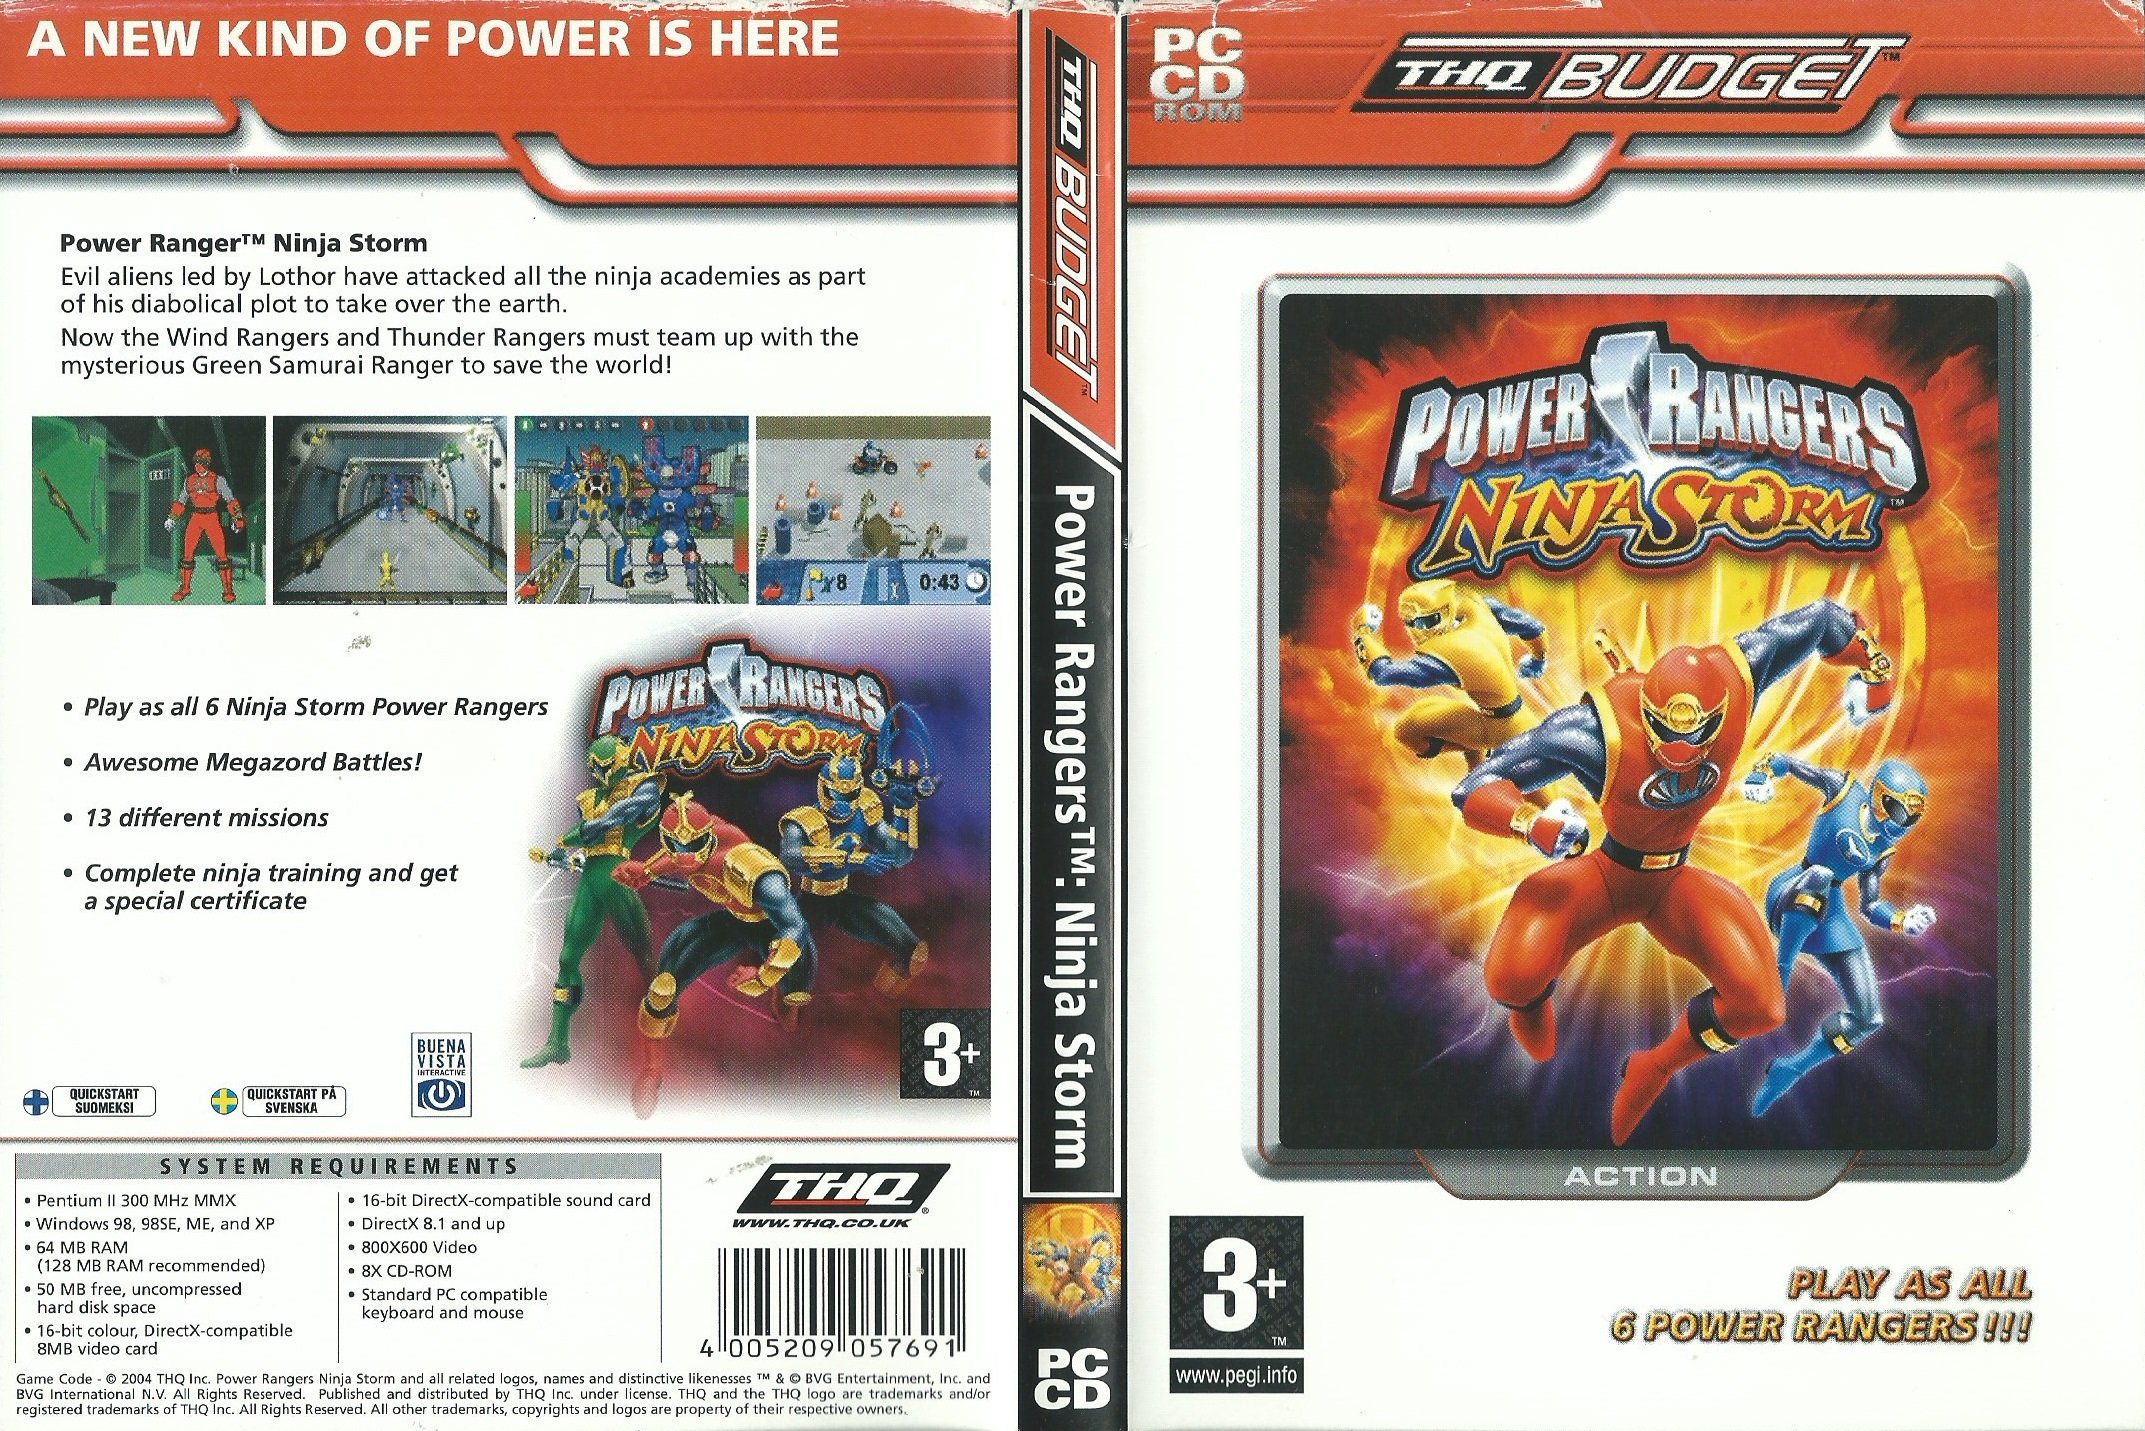 A NEW KIND OF POWER IS HERE
Power Ranger™ Ninja Storm
Evil aliens led by Lothor have attacked all the ninja academies as part
of his diabolical plot to take over the earth.
Now the Wind Rangers and Thunder Rangers must team up with the
mysterious Green Samurai Ranger to save the world!
EXIT
8
0:43
• Play as all 6 Ninja Storm Power Rangers
• Awesome Megazord Battles!
• 13 different missions
• Complete ninja training and get
a special certificate
POWER RANGERS
NINJA STORM
3+
™
QUICKSTART
SUOMEKSI
QUICKSTART PÅ
SVENSKA
BUENA
VISTA
INTERACTIVE
SYSTEM REQUIREMENTS
• Pentium II 300 MHz MMX
• Windows 98, 98SE, ME, and XP
• 64 MB RAM
(128 MB RAM recommended)
• 50 MB free, uncompressed
hard disk space
• 16-bit colour, DirectX-compatible
8MB video card
• 16-bit DirectX-compatible sound card
• DirectX 8.1 and up
• 800X600 Video
• 8X CD-ROM
• Standard PC compatible
keyboard and mouse
THQ®
WWW.THQ.CO.UK
4 005209 057691
Game Code - © 2004 THQ Inc. Power Rangers Ninja Storm and all related logos, names and distinctive likenesses ™ & © BVG Entertainment, Inc. and
BVG International N.V. All Rights Reserved. Published and distributed by THQ Inc. under license. THQ and the THQ logo are trademarks and/or
registered trademarks of THQ Inc. All Rights Reserved. All other trademarks, copyrights and logos are property of their respective owners.
THQ BUDGET™
Power Rangers™: Ninja Storm
PC
CD
PC
CD
ROM
THQ BUDGET™
POWER RANGERS
NINJA STORM™
ACTION
3+
™
www.pegi.info
PLAY AS ALL
6 POWER RANGERS!!!